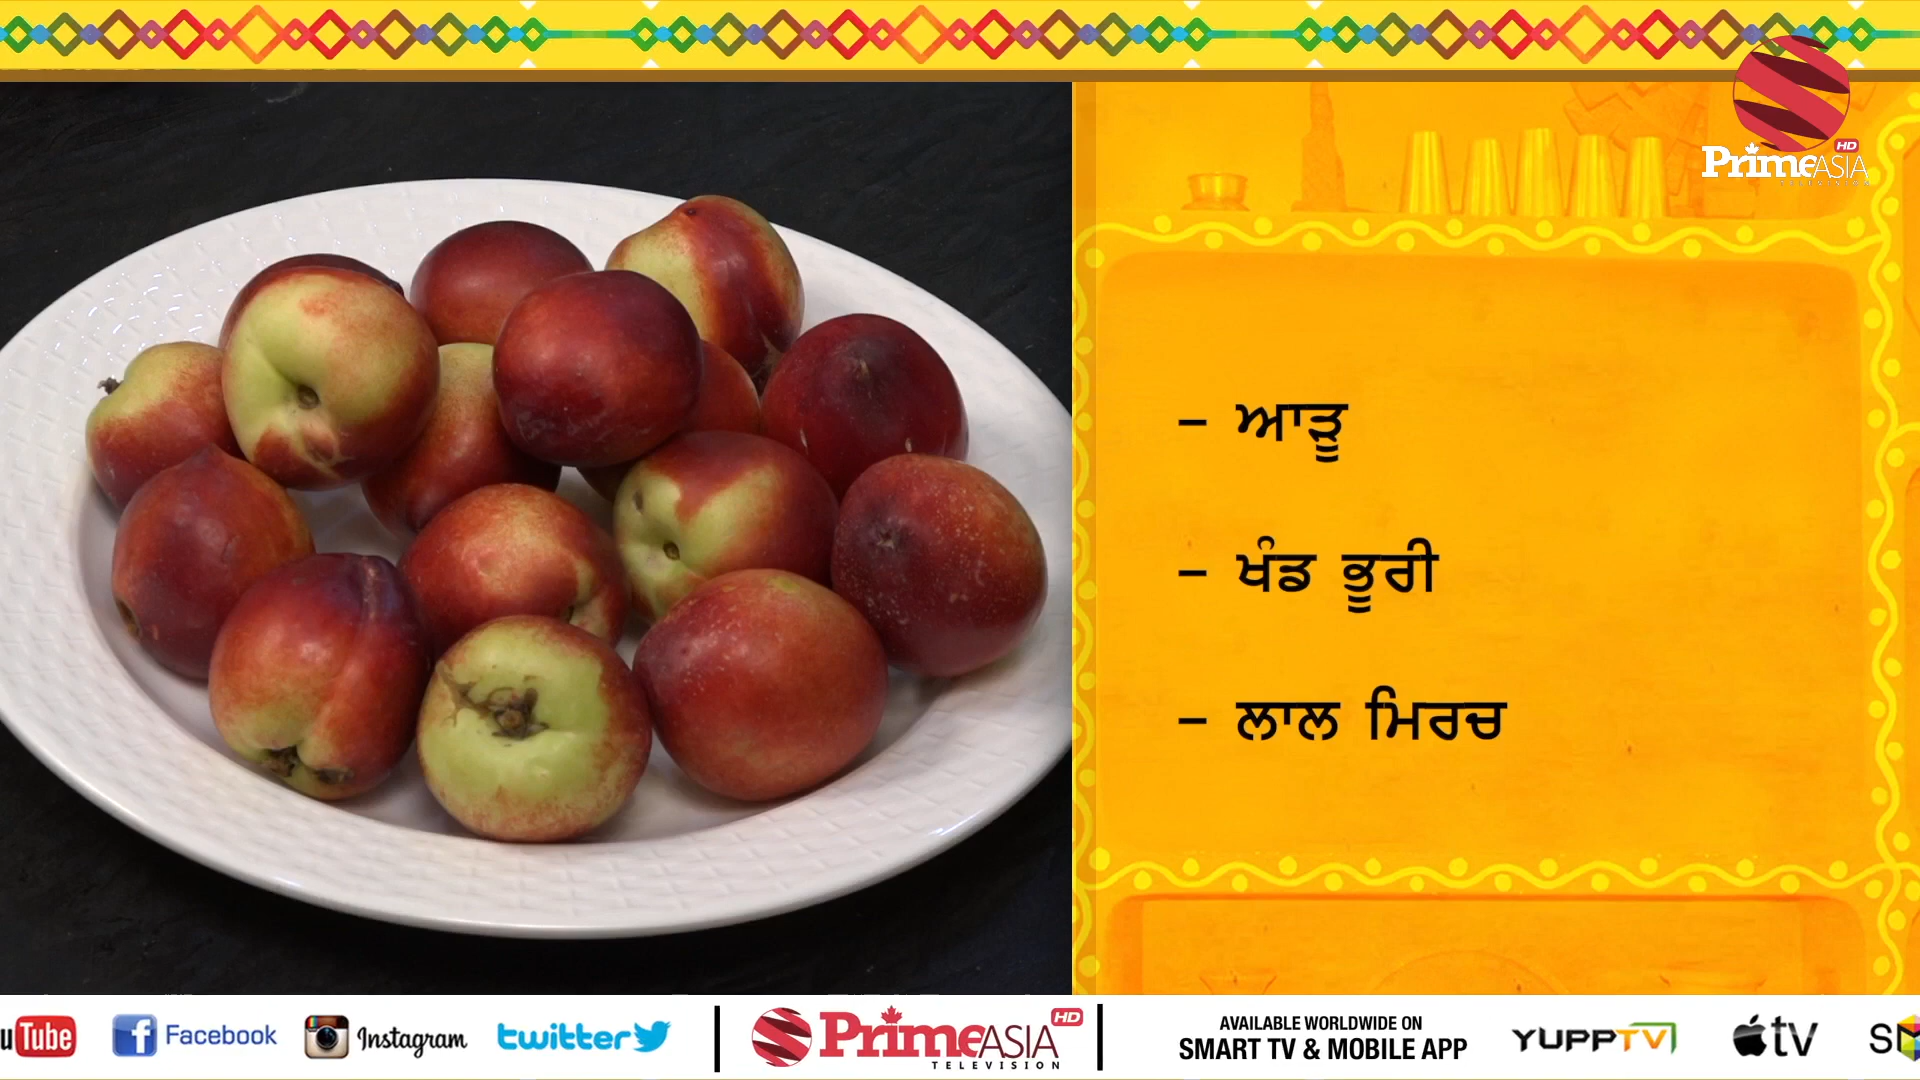 HD
PrimeASIA
TELEVISION
- ਆੜੂ
- ਖੰਡ ਭੂਰੀ
- ਲਾਲ ਮਿਰਚ
uTube
Facebook
Instagram
twitter
PrimeASIA HD
TELEVISION
AVAILABLE WORLDWIDE ON
SMART TV & MOBILE APP
YUPPTV
tv